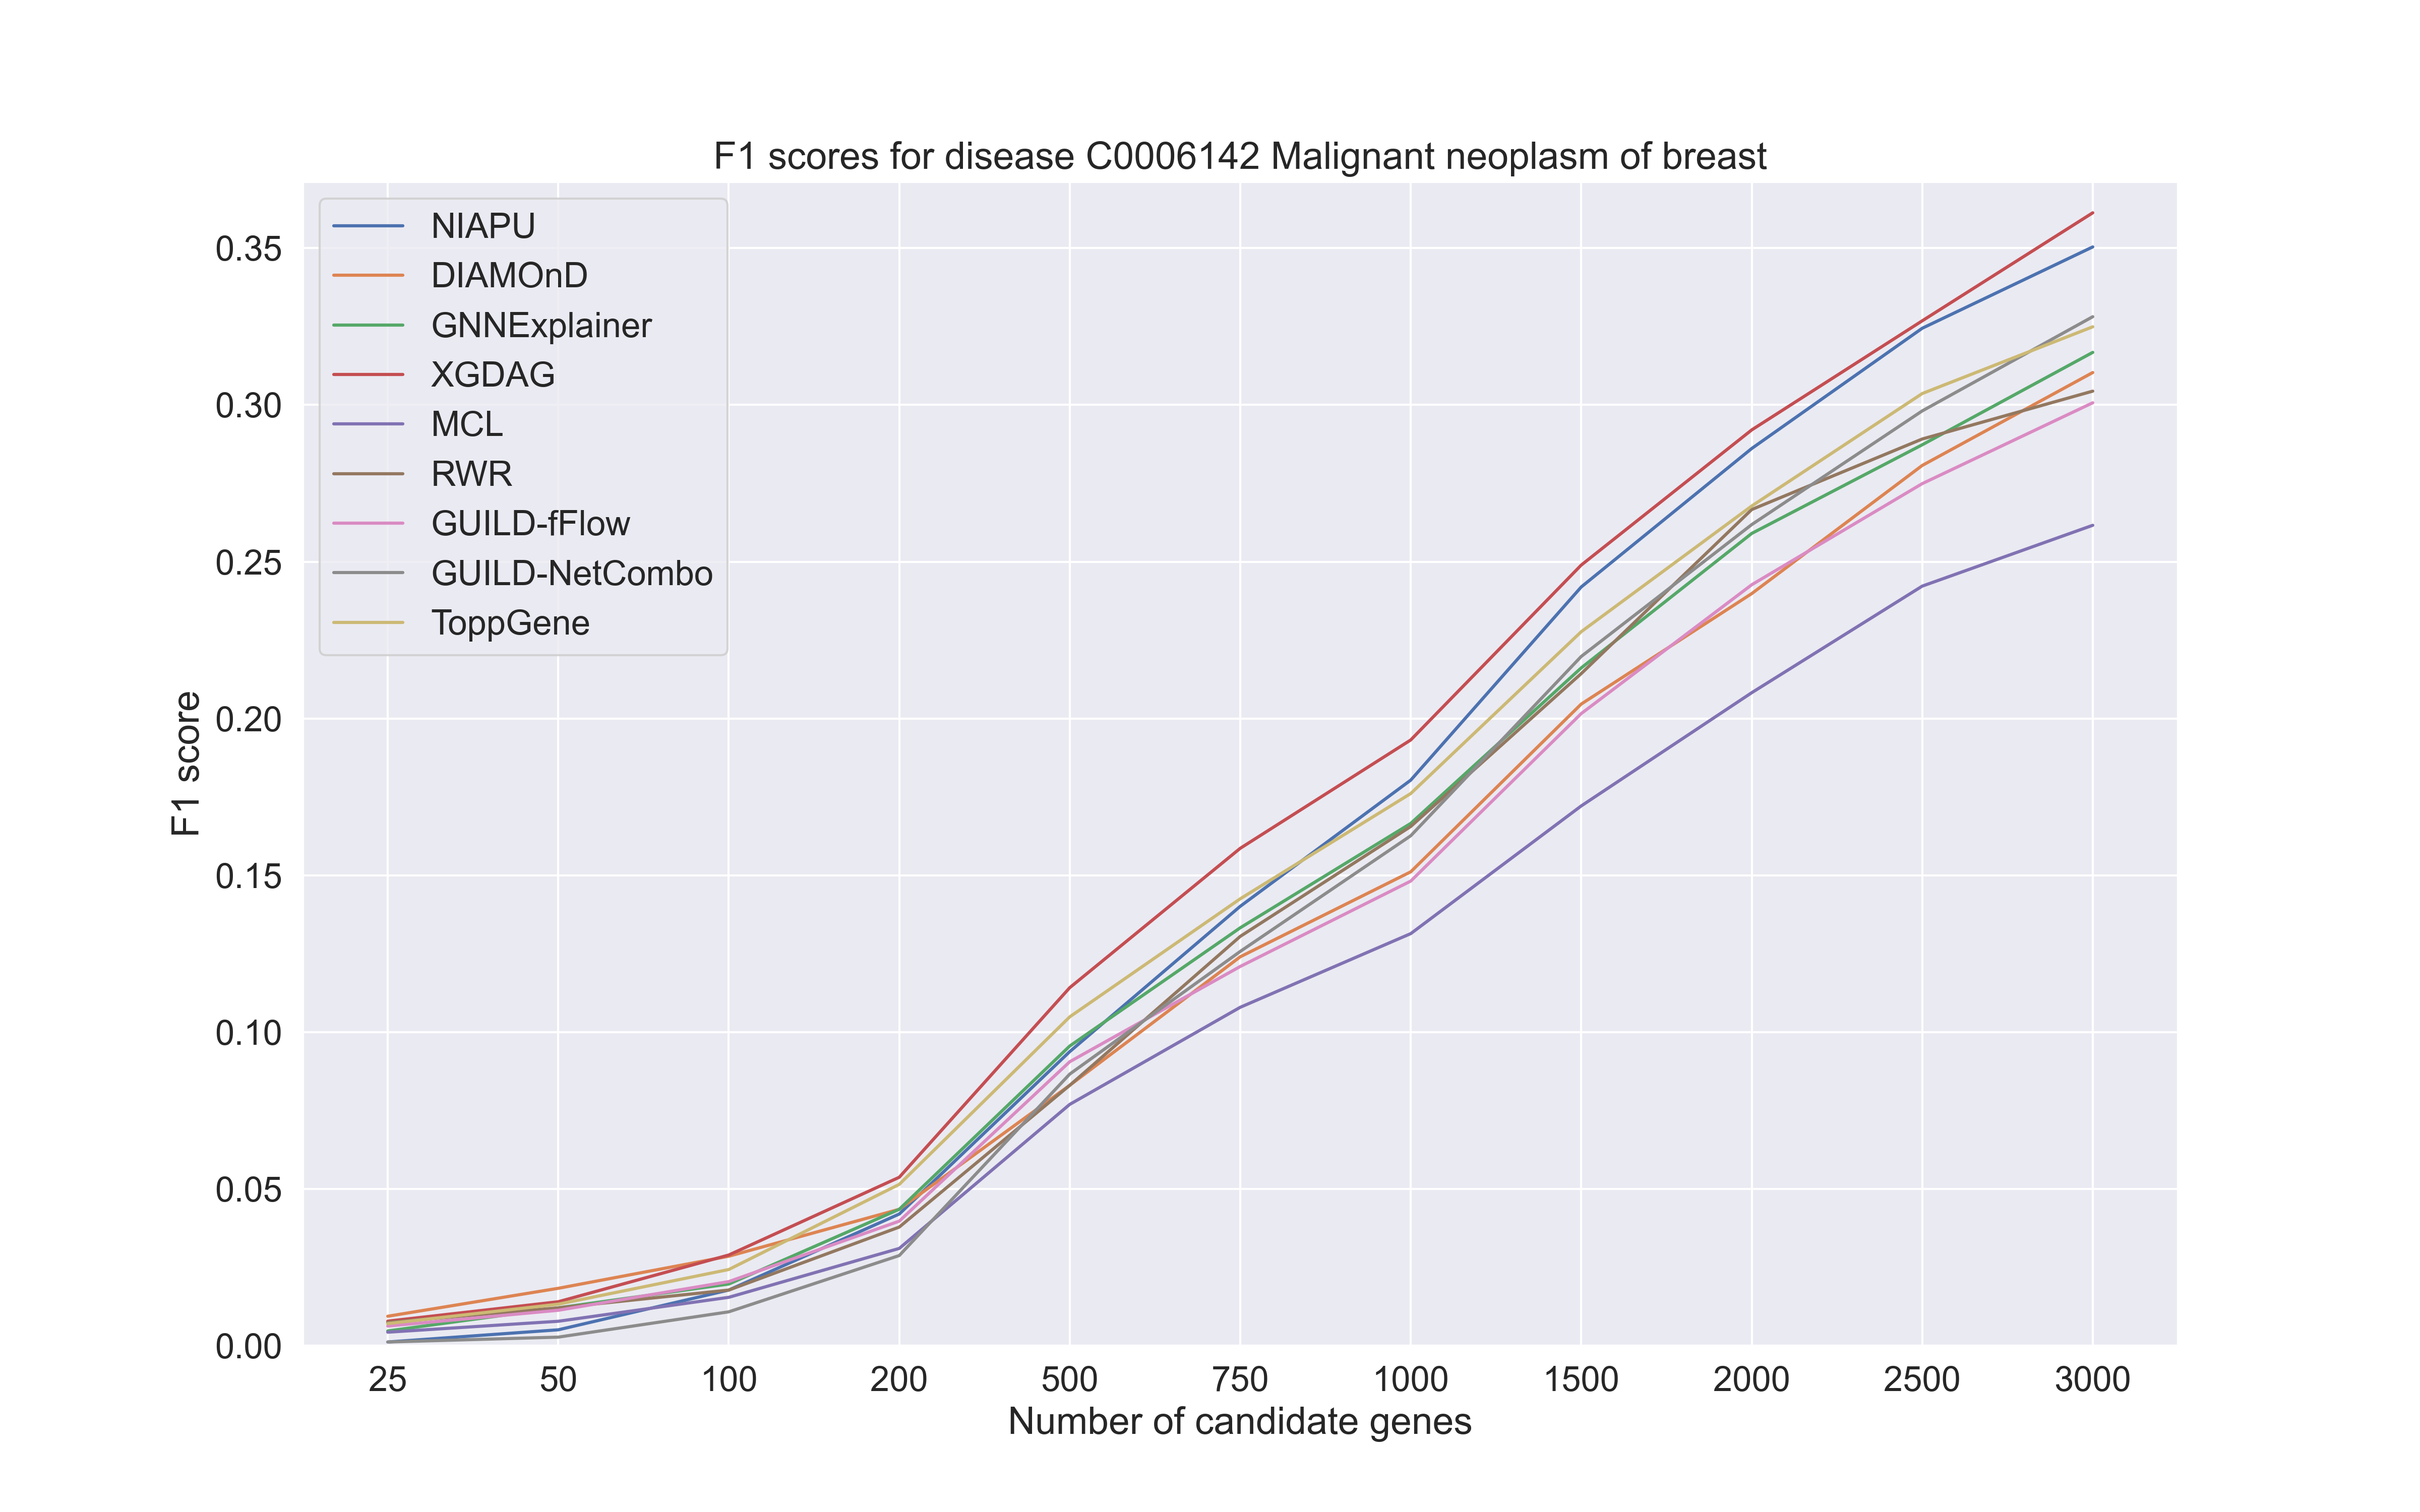 F1 scores for disease C0006142 Malignant neoplasm of breast
NIAPU
DIAMOnD
GNNExplainer
XGDAG
MCL
RWR
GUILD-fFlow
GUILD-NetCombo
ToppGene
F1 score
0.35
0.30
0.25
0.20
0.15
0.10
0.05
0.00
25 50 100 200 500 750 1000 1500 2000 2500 3000
Number of candidate genes